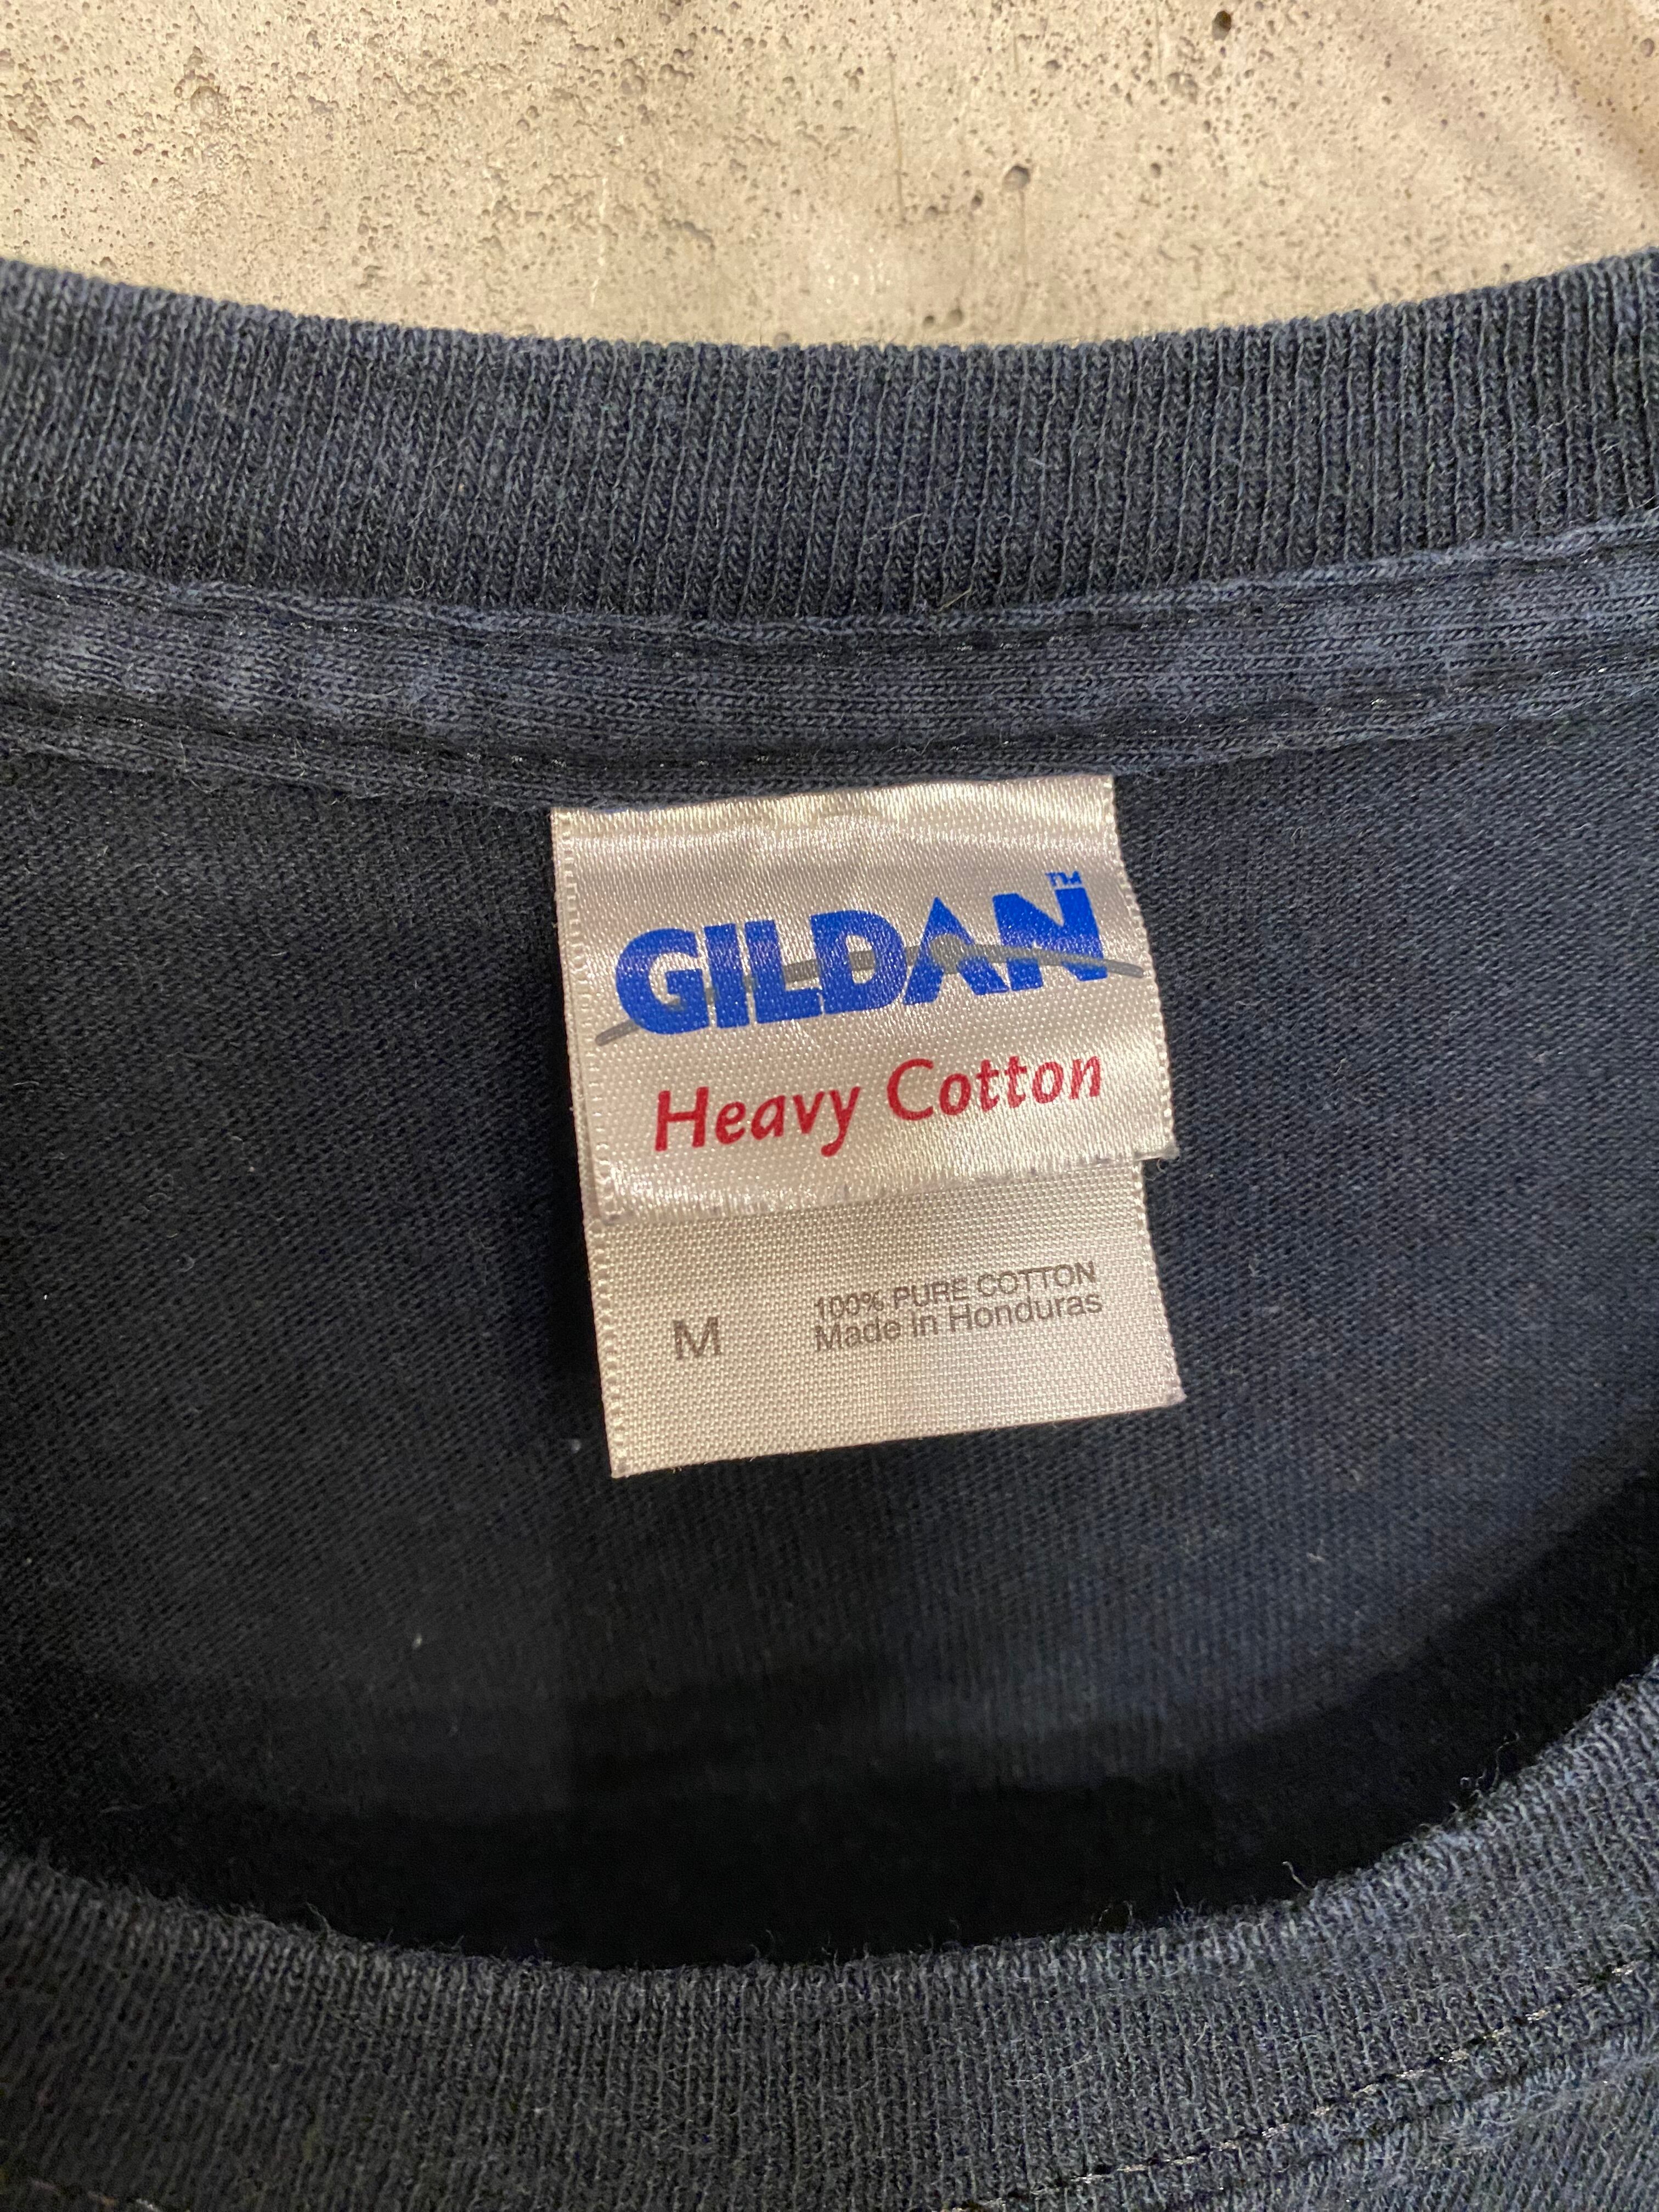 GILDAN™
Heavy Cotton
M
100% PURE COTTON
Made in Honduras